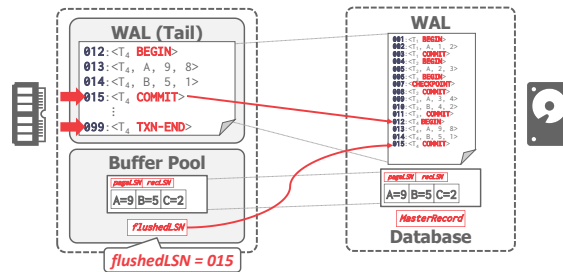 WAL (Tail)
012:<T4 BEGIN>
013:<T4, A, 9, 8>
014:<T4, B, 5, 1>
015:<T4 COMMIT>
⋮
099:<T4 TXN-END>
Buffer Pool
pageLSN recLSN
A=9 B=5 C=2
flushedLSN
flushedLSN = 015
WAL
001:<T1 BEGIN>
002:<T1, A, 1, 2>
003:<T1 COMMIT>
004:<T2 BEGIN>
005:<T2, A, 2, 3>
006:<T3 BEGIN>
007:<CHECKPOINT>
008:<T2 COMMIT>
009:<T3, A, 3, 4>
010:<T3, B, 4, 2>
011:<T3 COMMIT>
012:<T4 BEGIN>
013:<T4, A, 9, 8>
014:<T4, B, 5, 1>
015:<T4 COMMIT>
pageLSN recLSN
A=9 B=5 C=2
MasterRecord
Database